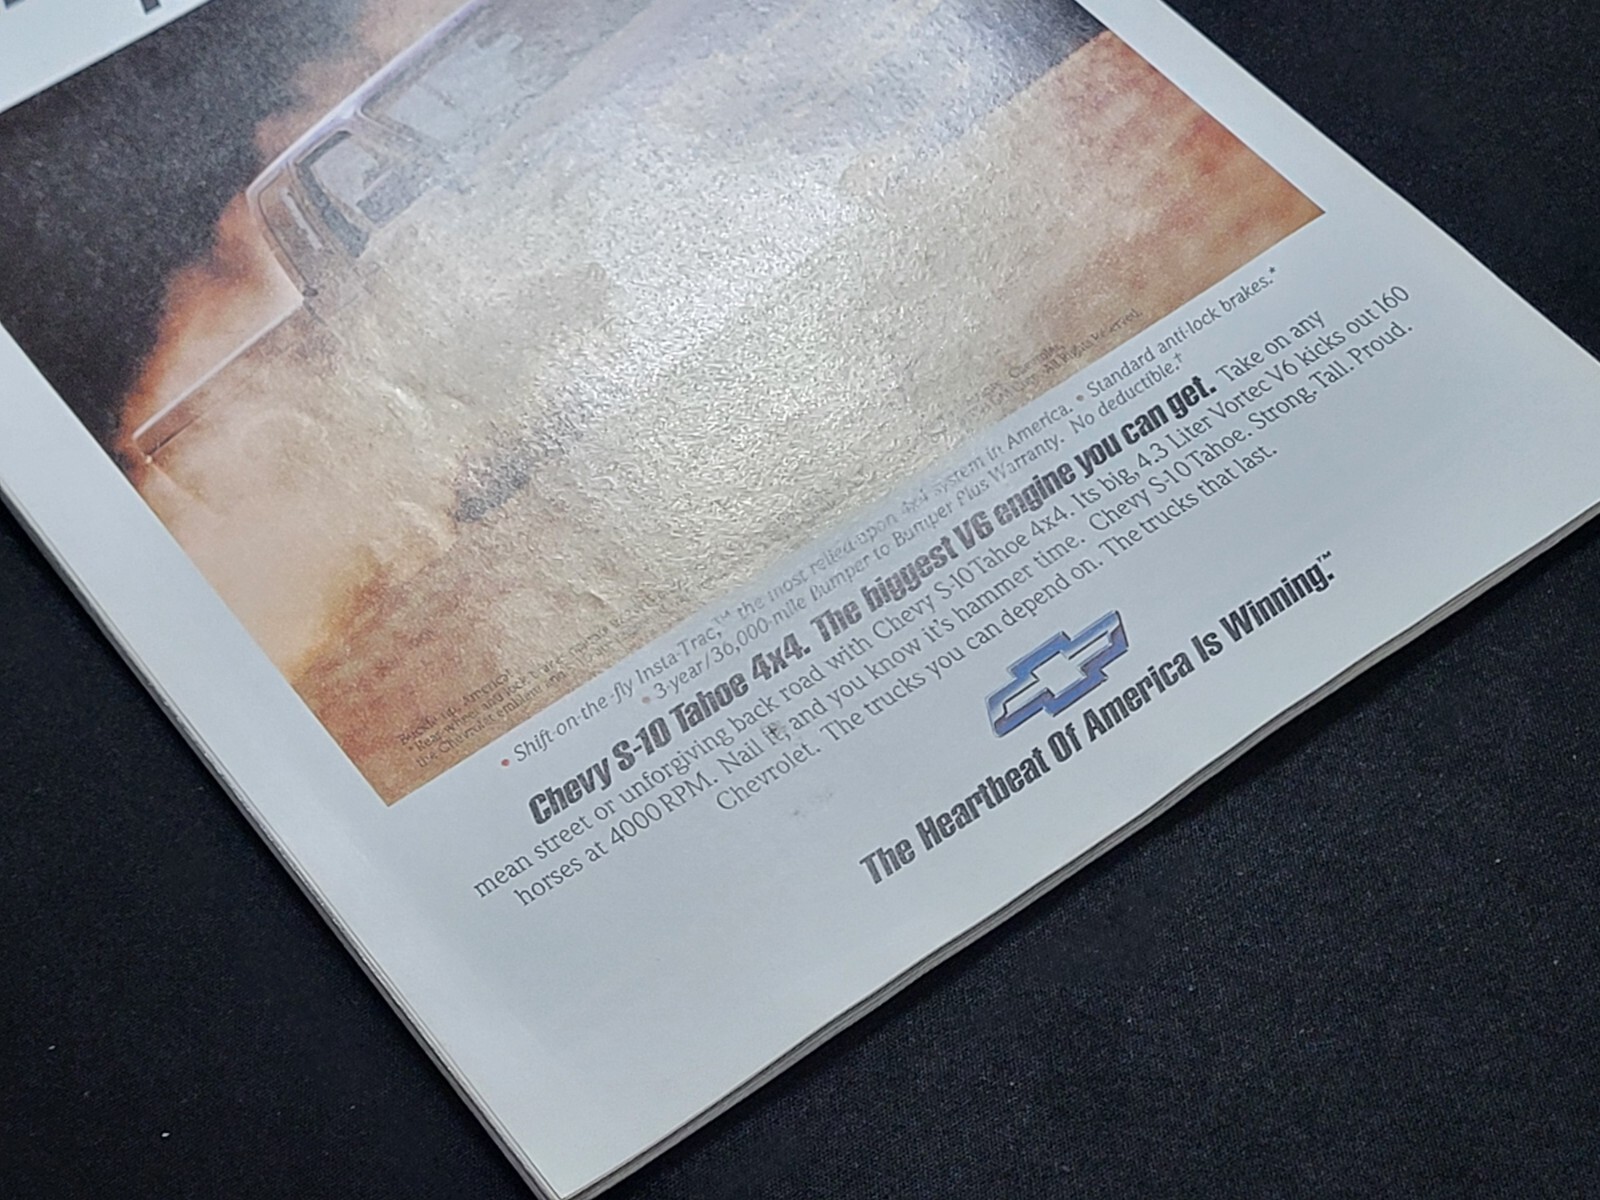 Buckle up, America!
• Shift-on-the-fly Insta-Trac,™ the most relied-upon 4x4 system in America. • Standard anti-lock brakes.*
• 3-year/36,000-mile Bumper to Bumper Plus Warranty. No deductible.†
Chevy S-10 Tahoe 4x4. The biggest V6 engine you can get. Take on any
mean street or unforgiving back road with Chevy S-10 Tahoe 4x4. Its big, 4.3 Liter Vortec V6 kicks out 160
horses at 4000 RPM. Nail it, and you know it's hammer time. Chevy S-10 Tahoe. Strong. Tall. Proud.
Chevrolet. The trucks you can depend on. The trucks that last.
The Heartbeat Of America Is Winning.™